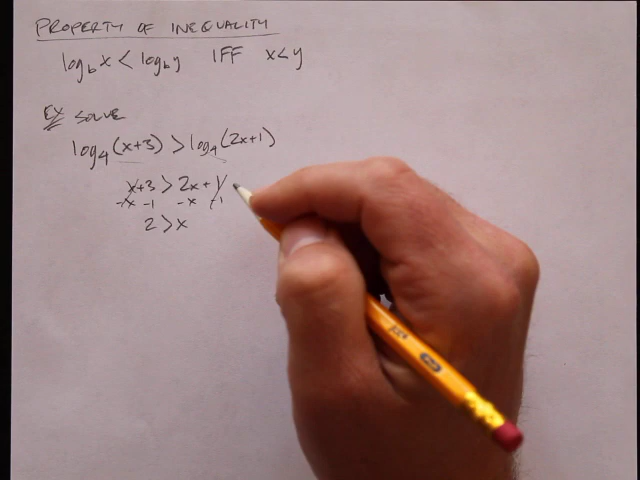 PROPERTY OF INEQUALITY
log_b x < log_b y IFF x < y
EX SOLVE
log_4 (x+3) > log_4 (2x+1)
x+3 > 2x+1
-x -1 -x -1
2 > x